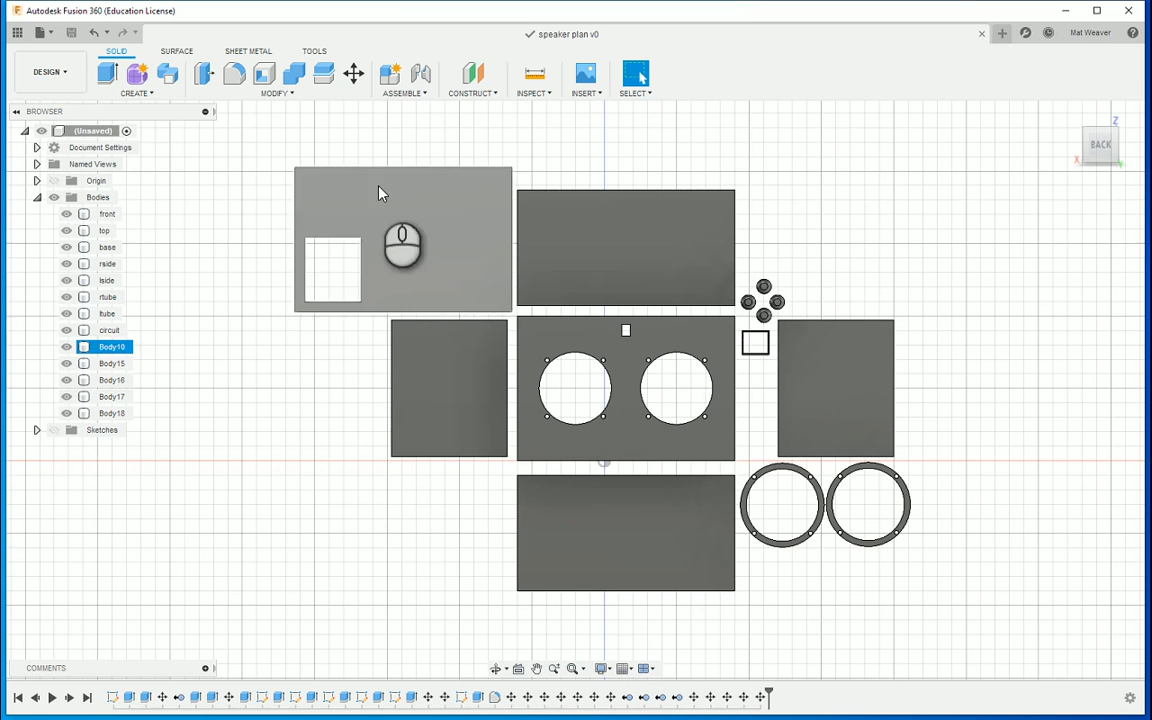 Autodesk Fusion 360 (Education License)
speaker plan v0
Mat Weaver
DESIGN
SOLID
SURFACE
SHEET METAL
TOOLS
CREATE
MODIFY
ASSEMBLE
CONSTRUCT
INSPECT
INSERT
SELECT
BROWSER
(Unsaved)
Document Settings
Named Views
Origin
Bodies
front
top
base
rside
lside
rtube
ltube
circuit
Body10
Body15
Body16
Body17
Body18
Sketches
Z
BACK
X
Y
COMMENTS